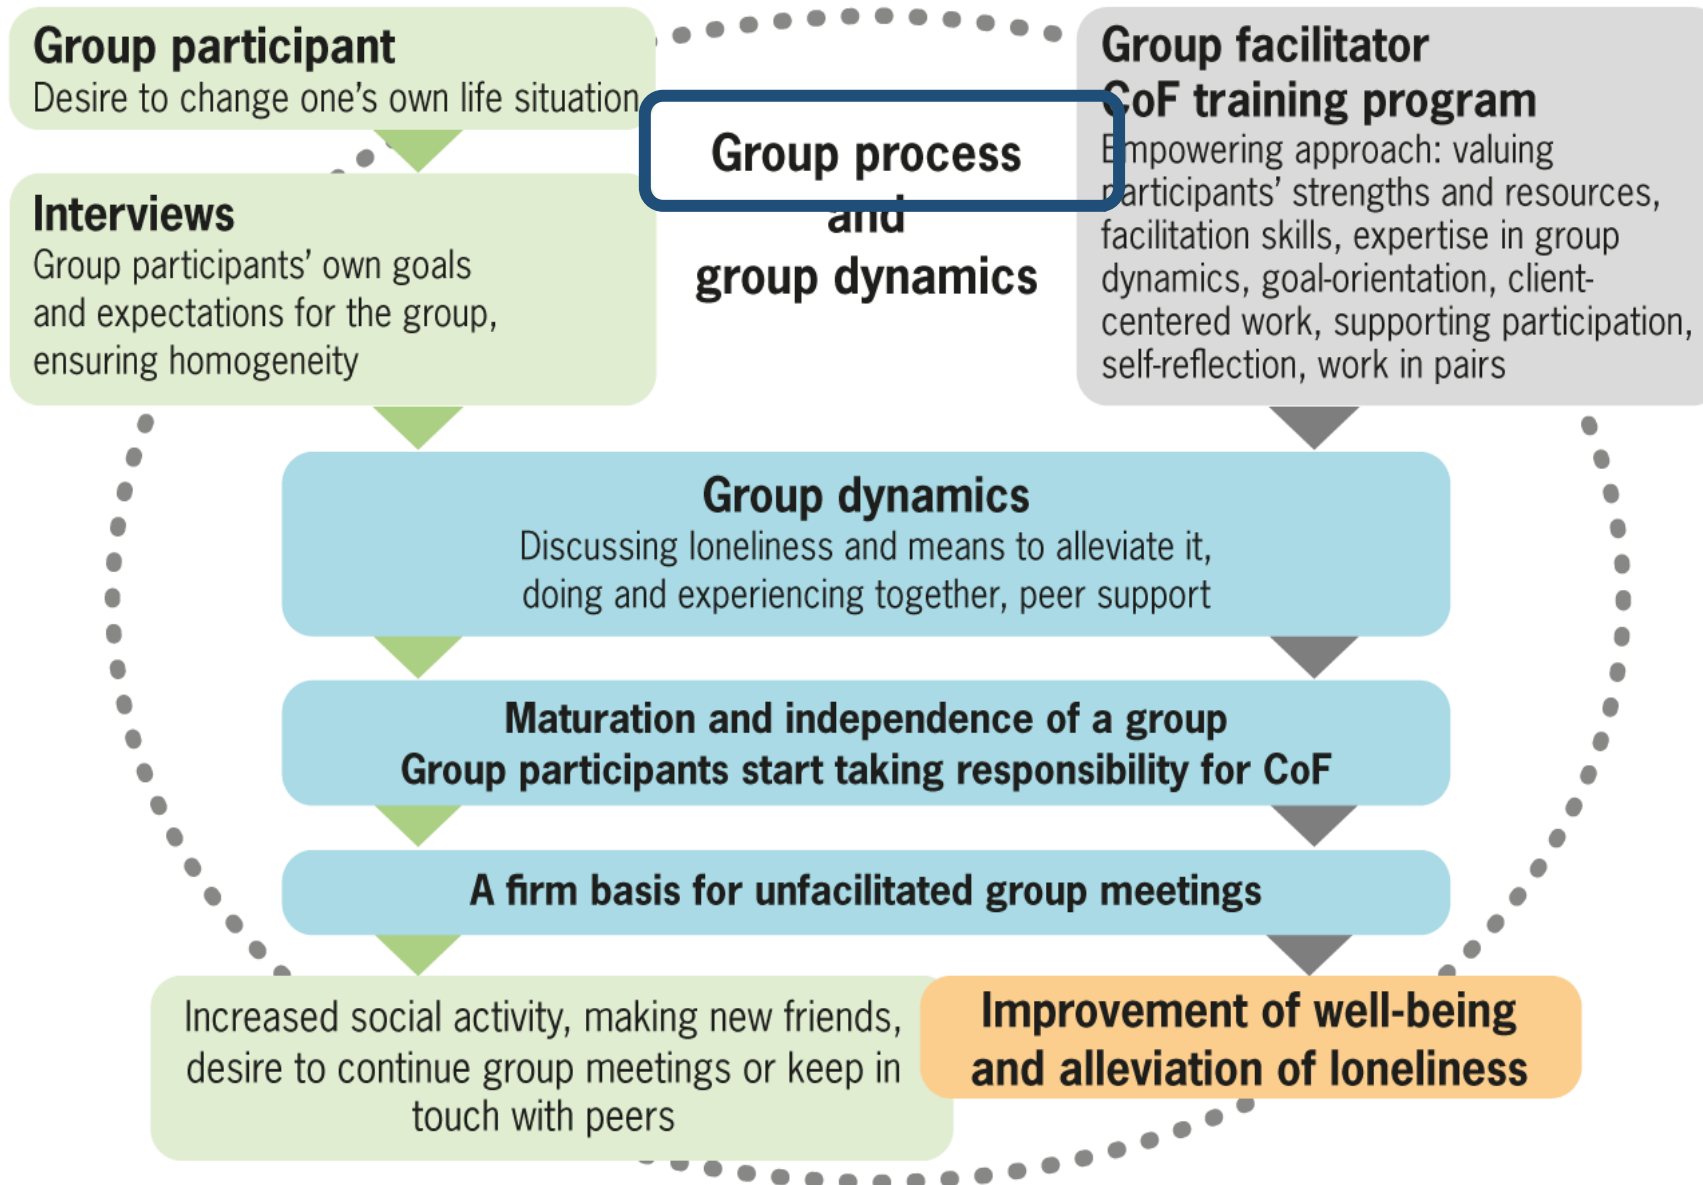 Group participant
Desire to change one's own life situation
Interviews
Group participants' own goals
and expectations for the group,
ensuring homogeneity
Group process
and
group dynamics
Group facilitator
CoF training program
Empowering approach: valuing
participants' strengths and resources,
facilitation skills, expertise in group
dynamics, goal-orientation, client-
centered work, supporting participation,
self-reflection, work in pairs
Group dynamics
Discussing loneliness and means to alleviate it,
doing and experiencing together, peer support
Maturation and independence of a group
Group participants start taking responsibility for CoF
A firm basis for unfacilitated group meetings
Increased social activity, making new friends,
desire to continue group meetings or keep in
touch with peers
Improvement of well-being
and alleviation of loneliness